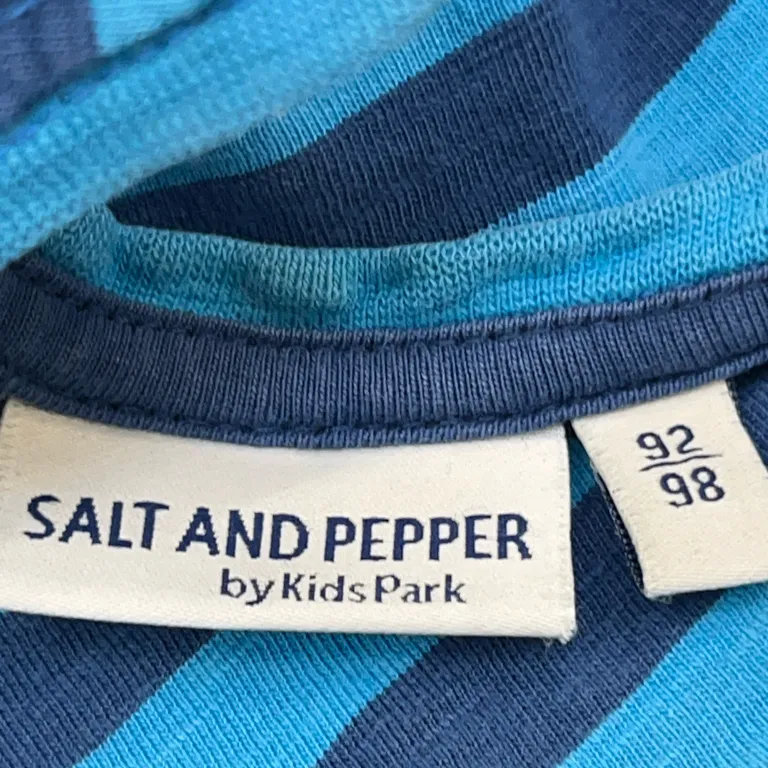 SALT AND PEPPER
by Kids Park
92
98